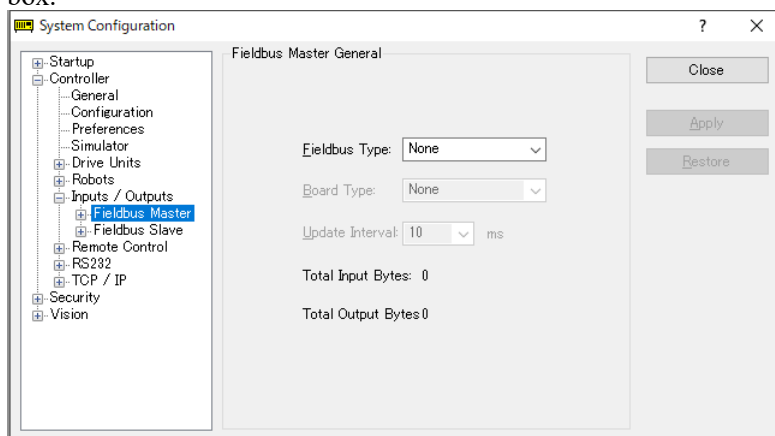 box.
System Configuration
? ×
Startup
Controller
General
Configuration
Preferences
Simulator
Drive Units
Robots
Inputs / Outputs
Fieldbus Master
Fieldbus Slave
Remote Control
RS232
TCP / IP
Security
Vision
Fieldbus Master General
Fieldbus Type: None
Board Type: None
Update Interval: 10 ms
Total Input Bytes: 0
Total Output Bytes 0
Close
Apply
Restore